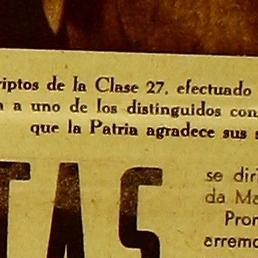 riptos de la Clase 27, efectuado
a uno de los distinguidos con
que la Patria agradece sus s
TAS
se dir
da Ma
Pron
arremo